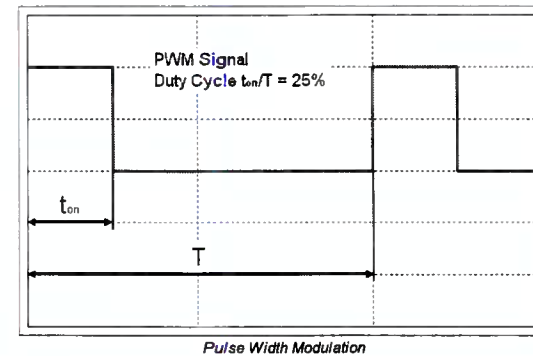 PWM Signal
Duty Cycle ton/T = 25%
ton
T
Pulse Width Modulation